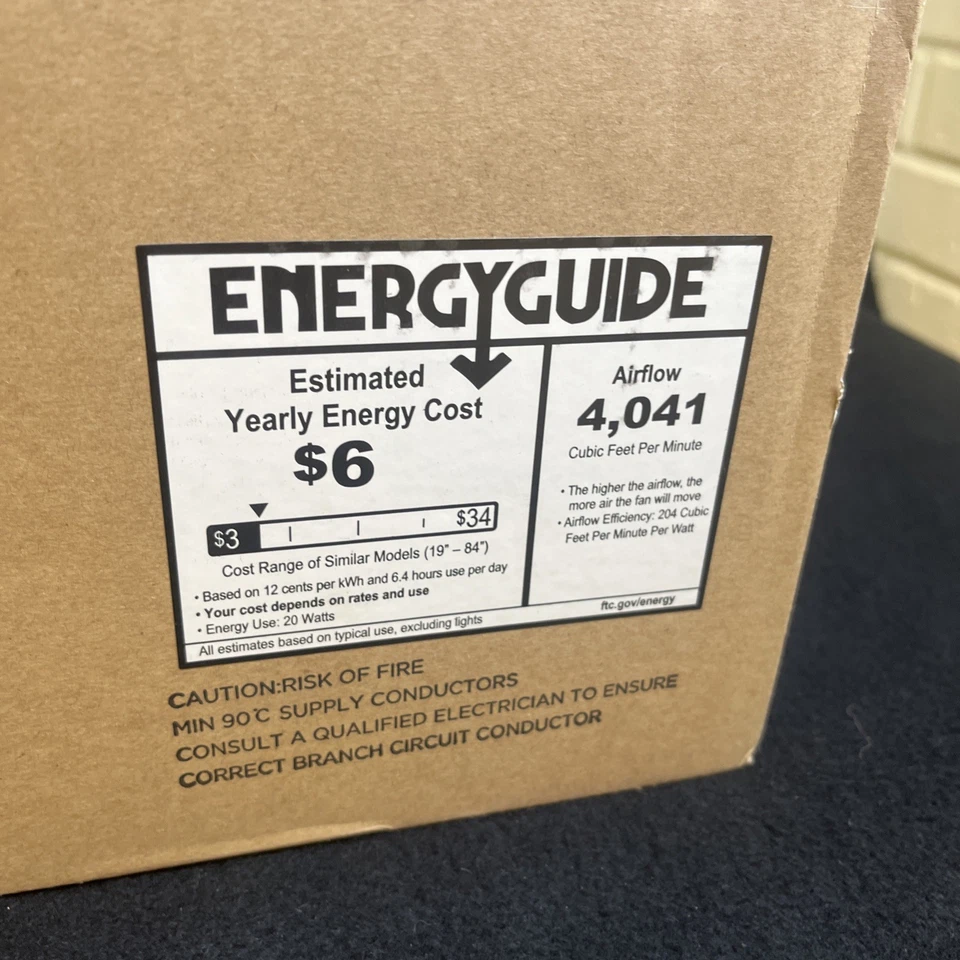 ENERGYGUIDE
Estimated
Yearly Energy Cost
$6
$3
$34
Cost Range of Similar Models (19" – 84")
• Based on 12 cents per kWh and 6.4 hours use per day
• Your cost depends on rates and use
• Energy Use: 20 Watts
All estimates based on typical use, excluding lights
Airflow
4,041
Cubic Feet Per Minute
• The higher the airflow, the
more air the fan will move
• Airflow Efficiency: 204 Cubic
Feet Per Minute Per Watt
ftc.gov/energy
CAUTION:RISK OF FIRE
MIN 90℃ SUPPLY CONDUCTORS
CONSULT A QUALIFIED ELECTRICIAN TO ENSURE
CORRECT BRANCH CIRCUIT CONDUCTOR